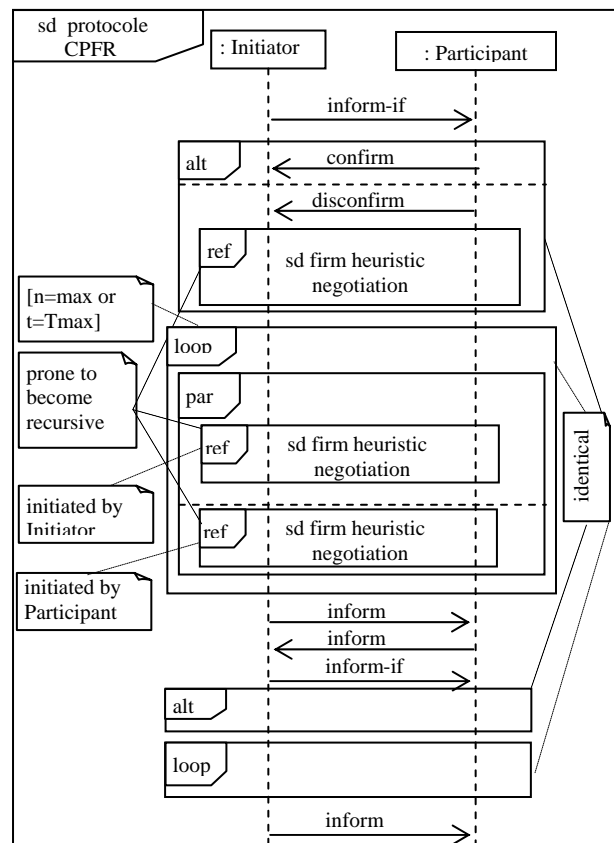 sd protocole
CPFR
: Initiator
: Participant
inform-if
alt
confirm
disconfirm
ref
sd firm heuristic
negotiation
[n=max or
t=Tmax]
loop
prone to
become
recursive
par
ref
sd firm heuristic
negotiation
identical
initiated by
Initiator
ref
sd firm heuristic
negotiation
initiated by
Participant
inform
inform
inform-if
alt
loop
inform